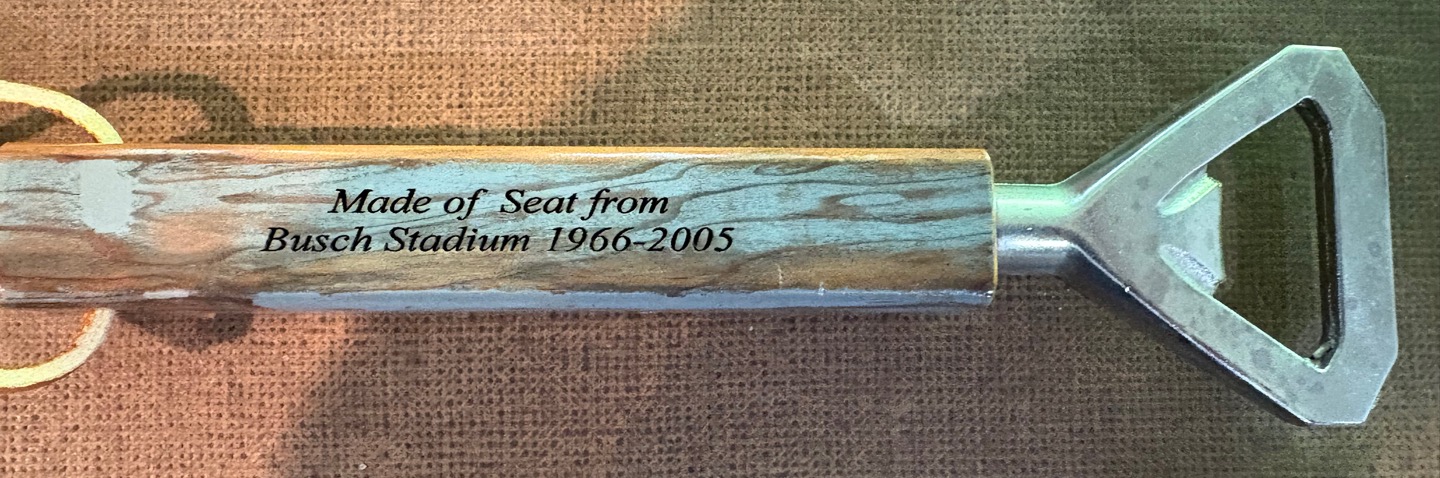 Made of Seat from
Busch Stadium 1966-2005